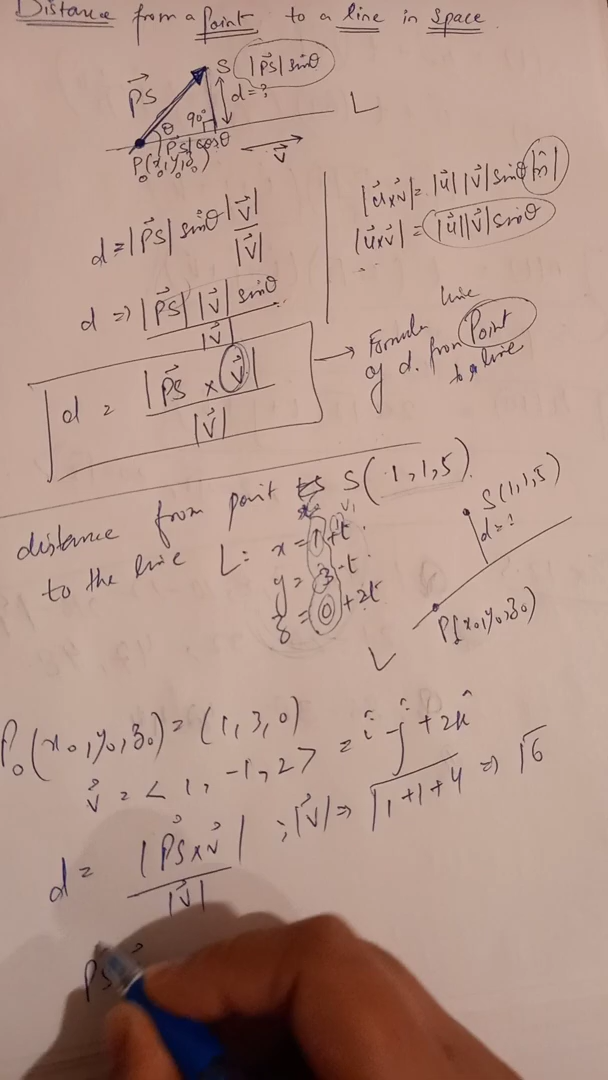 Distance from a Point to a line in space
S |PS| sinθ
PS
d=?
L
90°
θ
|PS|cosθ
P₀(x₀,y₀,z₀)
v
d = |PS| sinθ |v|/|v|
|u×v| = |u||v| sinθ |n̂|
|u×v| = |u||v| sinθ
d => |PS| |v| sinθ / |v|
d = |PS × v| / |v|
line
Formula
of d. from Point
to a line
distance from point S(1,1,5)
to the line L: x = 1+t
y = 3-t
z = 0+2t
S(1,1,5)
d=?
P(x₀,y₀,z₀)
L
P₀(x₀,y₀,z₀) = (1,3,0)
v = <1, -1, 2> = î - ĵ + 2k̂
d = |PS×v| / |v| ; |v| => √1+1+4 => √6
PS